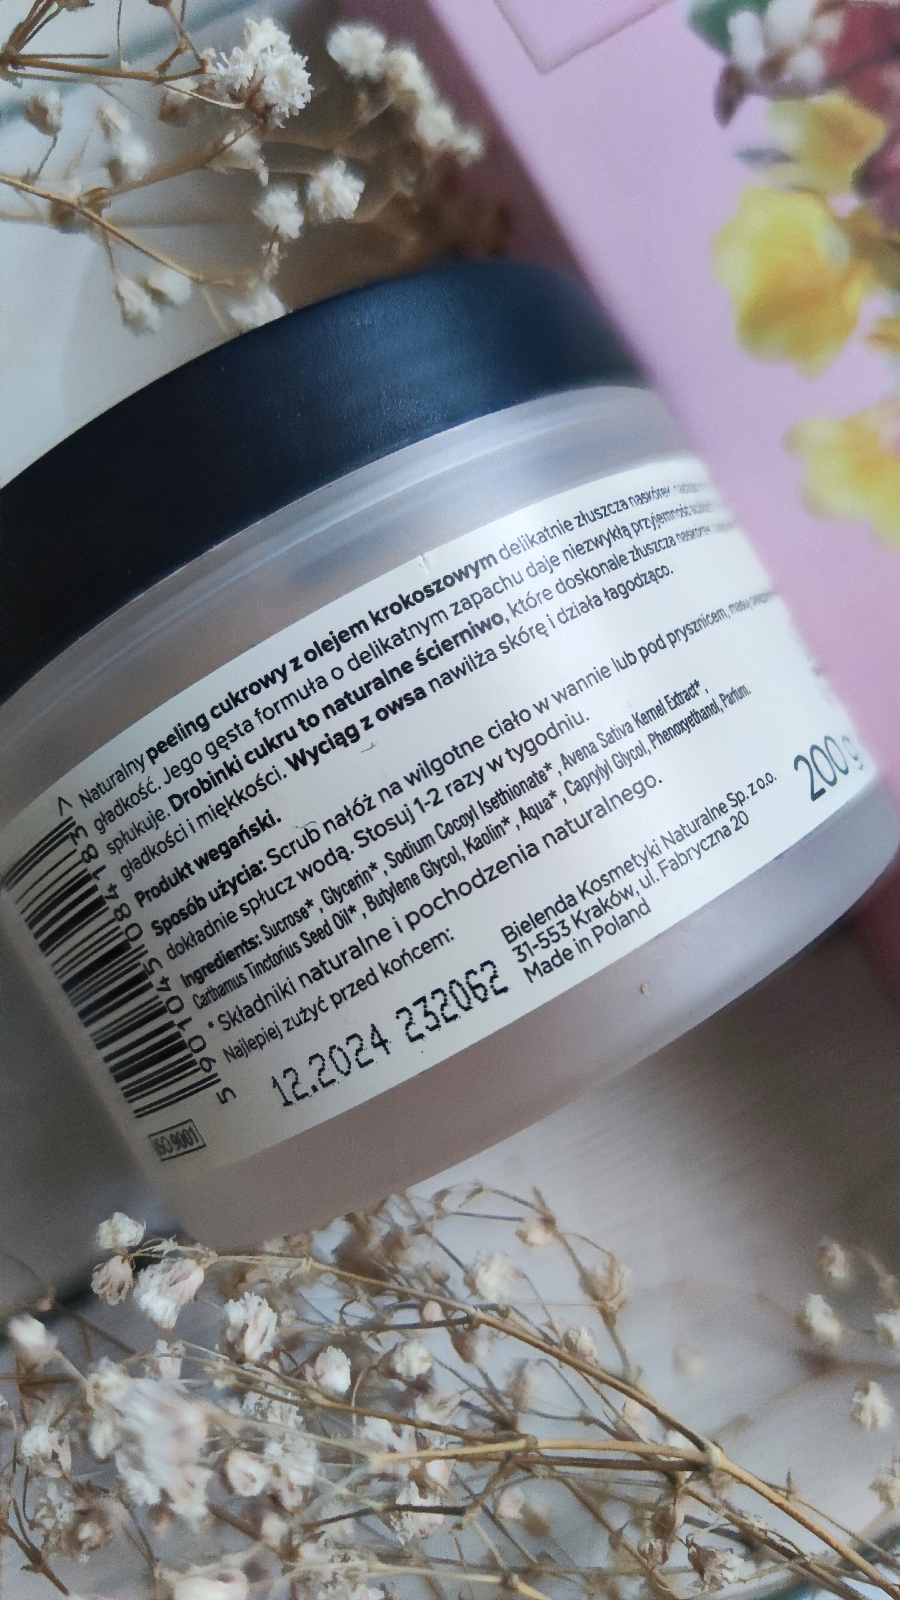 Naturalny peeling cukrowy z olejem krokoszowym delikatnie złuszcza naskórek,
gładkość. Jego gęsta formuła o delikatnym zapachu daje niezwykłą przyjemność
spłukuje. Drobinki cukru to naturalne ścierniwo, które doskonale złuszcza naskórek
gładkości i miękkości. Wyciąg z owsa nawilża skórę i działa łagodząco.
Produkt wegański.
Sposób użycia: Scrub nałóż na wilgotne ciało w wannie lub pod prysznicem,
dokładnie spłucz wodą. Stosuj 1-2 razy w tygodniu.
Ingredients: Sucrose*, Glycerin*, Sodium Cocoyl Isethionate*, Avena Sativa Kernel Extract*,
Carthamus Tinctorius Seed Oil*, Butylene Glycol, Kaolin*, Aqua*, Caprylyl Glycol, Phenoxyethanol, Parfum.
* Składniki naturalne i pochodzenia naturalnego.
Najlepiej zużyć przed końcem:
12.2024 232062
Bielenda Kosmetyki Naturalne Sp. z o.o.
31-553 Kraków, ul. Fabryczna 20
Made in Poland
200 g
ISO 9001